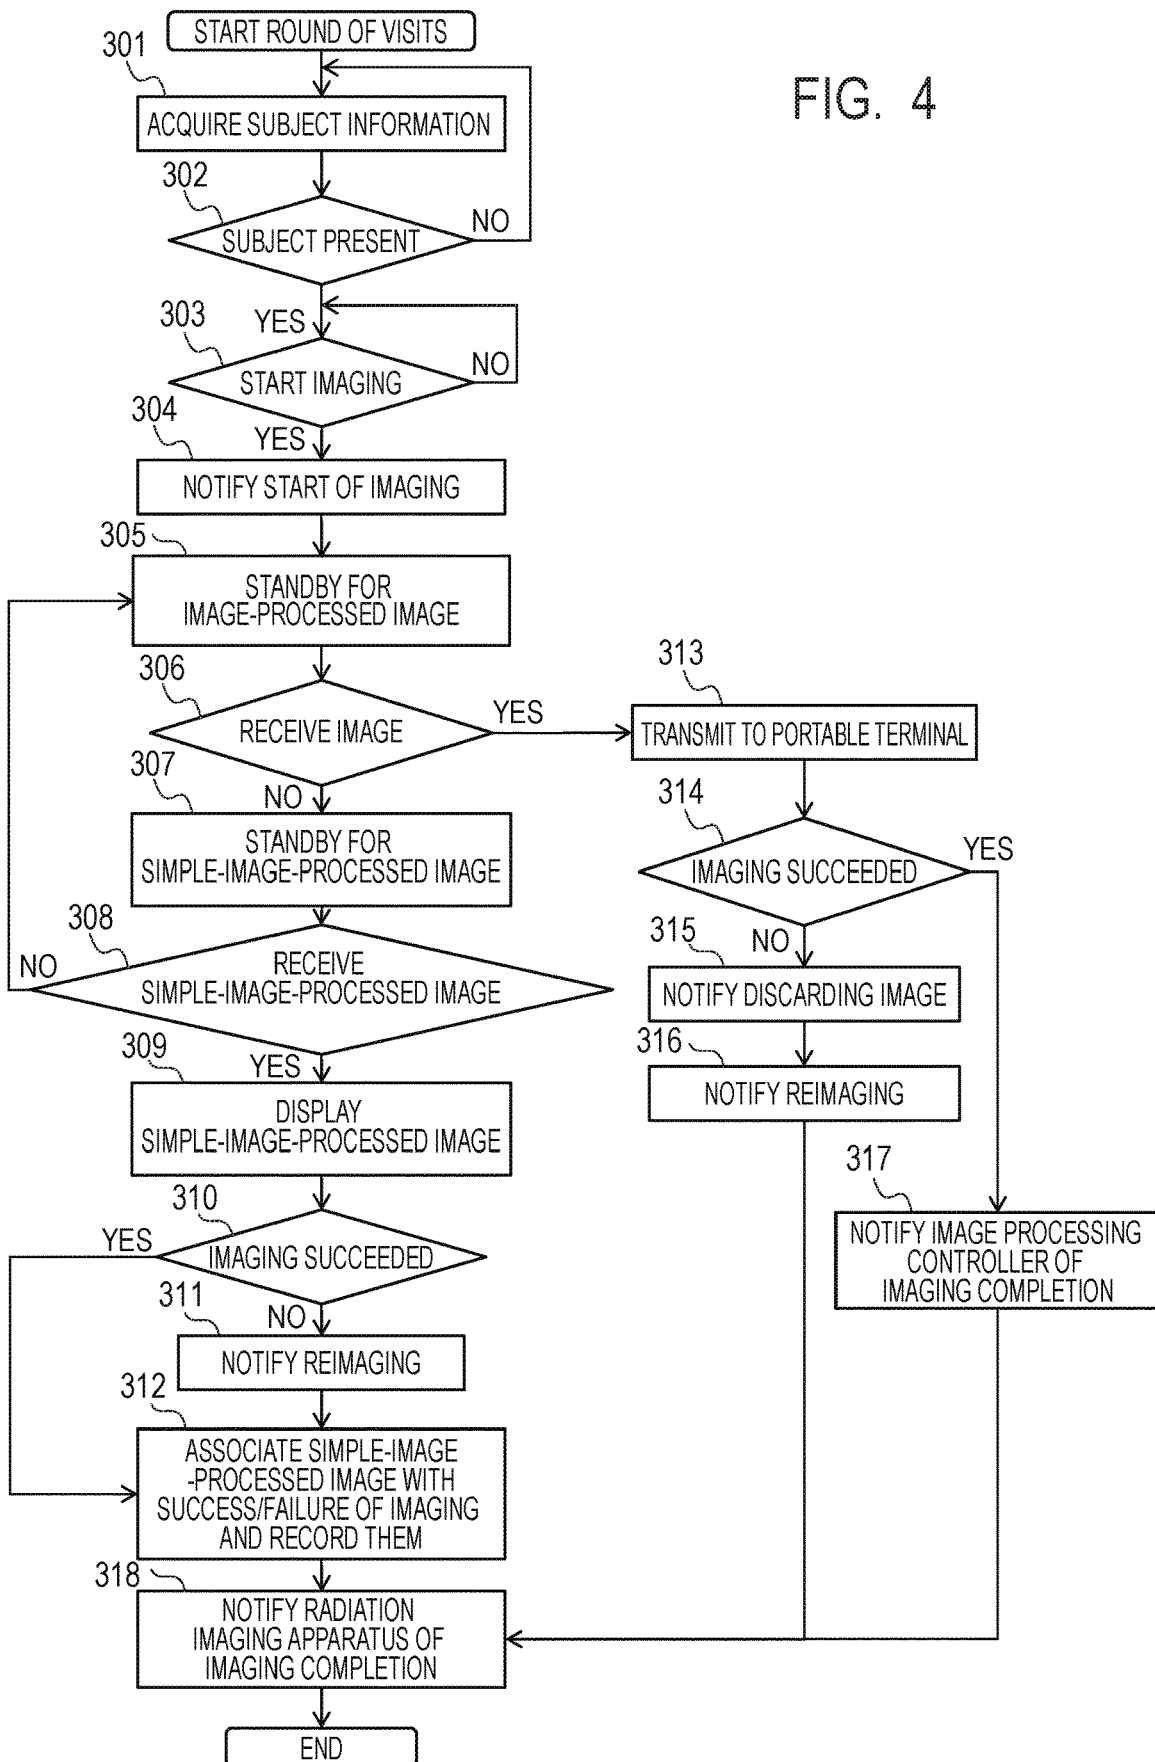 START ROUND OF VISITS
FIG. 4
301
ACQUIRE SUBJECT INFORMATION
302
SUBJECT PRESENT
NO
YES
303
START IMAGING
NO
304
YES
NOTIFY START OF IMAGING
305
STANDBY FOR
IMAGE-PROCESSED IMAGE
306
RECEIVE IMAGE
YES
307
NO
STANDBY FOR
SIMPLE-IMAGE-PROCESSED IMAGE
308
NO
RECEIVE
SIMPLE-IMAGE-PROCESSED IMAGE
309
YES
DISPLAY
SIMPLE-IMAGE-PROCESSED IMAGE
310
YES
IMAGING SUCCEEDED
311
NO
NOTIFY REIMAGING
312
ASSOCIATE SIMPLE-IMAGE
-PROCESSED IMAGE WITH
SUCCESS/FAILURE OF IMAGING
AND RECORD THEM
313
TRANSMIT TO PORTABLE TERMINAL
314
IMAGING SUCCEEDED
YES
315
NO
NOTIFY DISCARDING IMAGE
316
NOTIFY REIMAGING
317
NOTIFY IMAGE PROCESSING
CONTROLLER OF
IMAGING COMPLETION
318
NOTIFY RADIATION
IMAGING APPARATUS OF
IMAGING COMPLETION
END